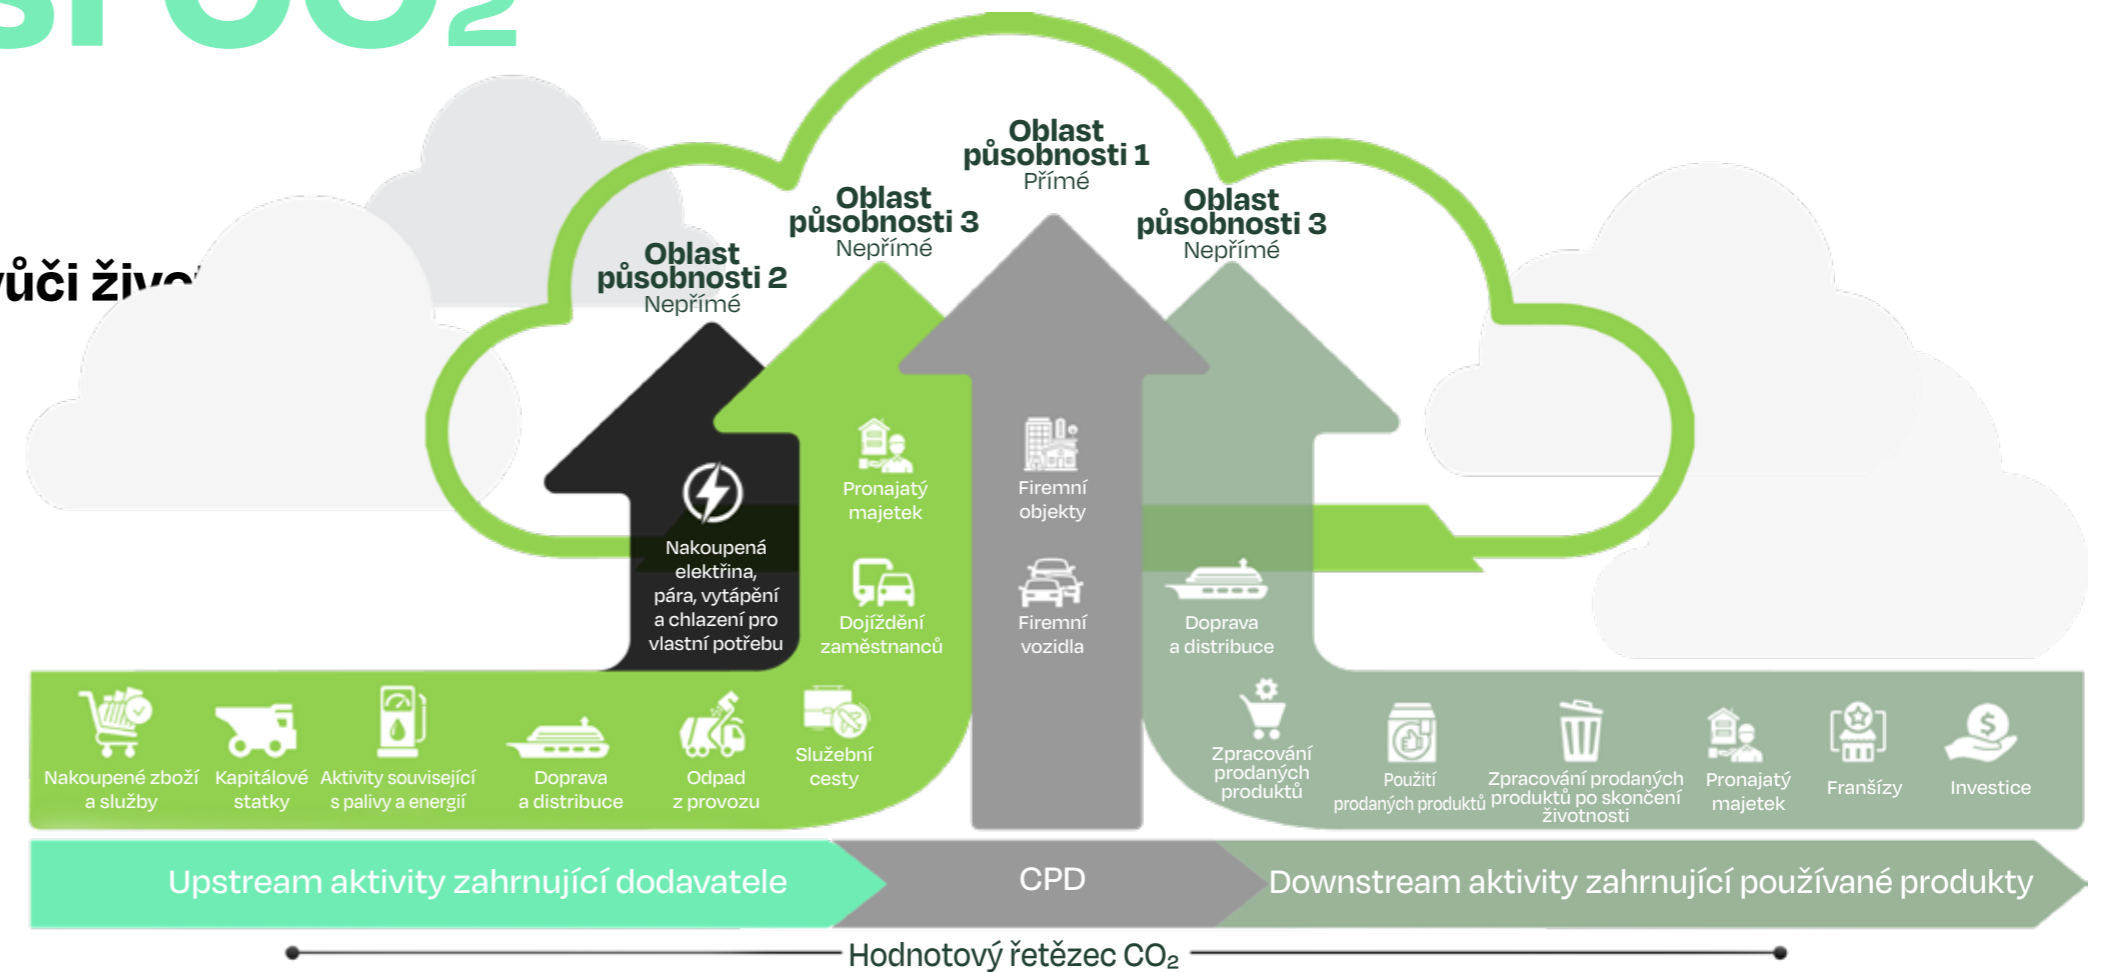 CO₂
vůči
Oblast
působnosti 1
Přímé
Oblast
působnosti 3
Nepřímé
Oblast
působnosti 3
Nepřímé
Oblast
působnosti 2
Nepřímé
Nakoupená
elektřina,
pára, vytápění
a chlazení pro
vlastní potřebu
Pronajatý
majetek
Dojíždění
zaměstnanců
Firemní
objekty
Firemní
vozidla
Doprava
a distribuce
Nakoupené zboží
a služby
Kapitálové
statky
Aktivity související
s palivy a energií
Doprava
a distribuce
Odpad
z provozu
Služební
cesty
Zpracování
prodaných
produktů
Použití
prodaných produktů
Zpracování prodaných
produktů po skončení
životnosti
Pronajatý
majetek
Franšízy
Investice
Upstream aktivity zahrnující dodavatele
CPD
Downstream aktivity zahrnující používané produkty
Hodnotový řetězec CO₂